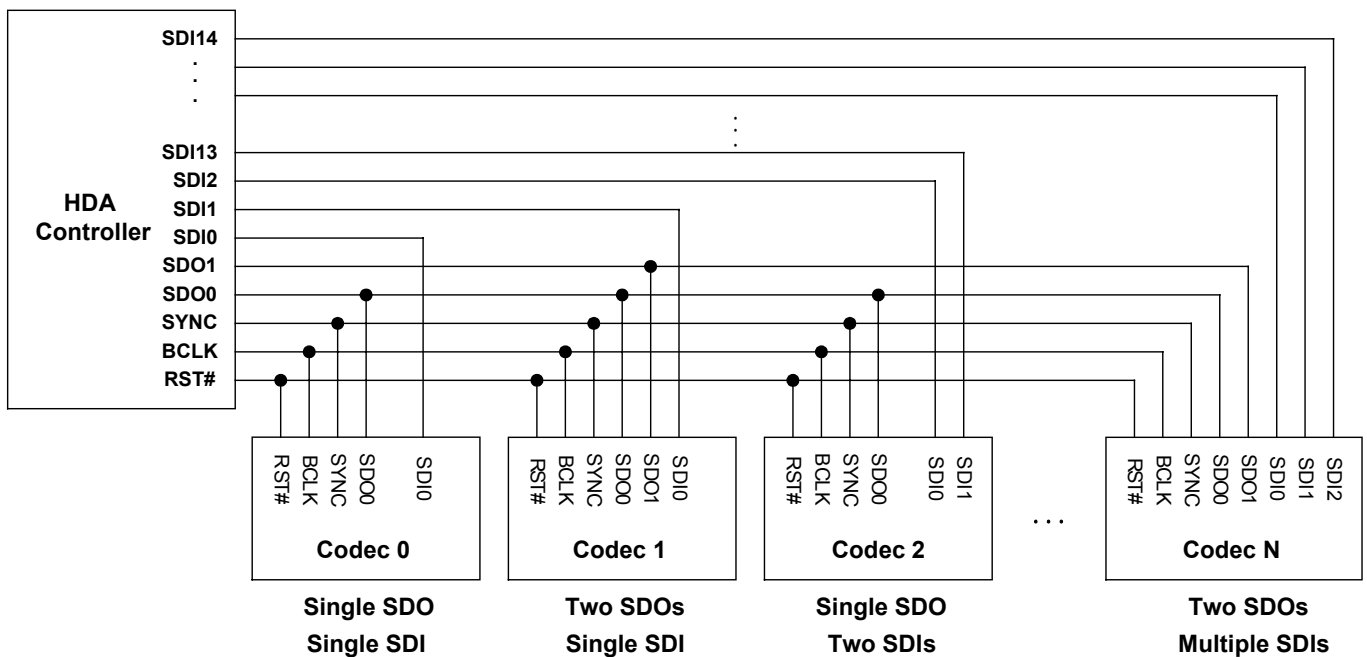 SDI14
.
.
.
SDI13
SDI2
SDI1
SDI0
SDO1
SDO0
SYNC
BCLK
RST#
HDA
Controller
. . .
RST#
BCLK
SYNC
SDO0
SDI0
Codec 0
Single SDO
Single SDI
RST#
BCLK
SYNC
SDO0
SDO1
SDI0
Codec 1
Two SDOs
Single SDI
RST#
BCLK
SYNC
SDO0
SDI0
SDI1
Codec 2
Single SDO
Two SDIs
. . .
RST#
BCLK
SYNC
SDO0
SDO1
SDI0
SDI1
SDI2
Codec N
Two SDOs
Multiple SDIs